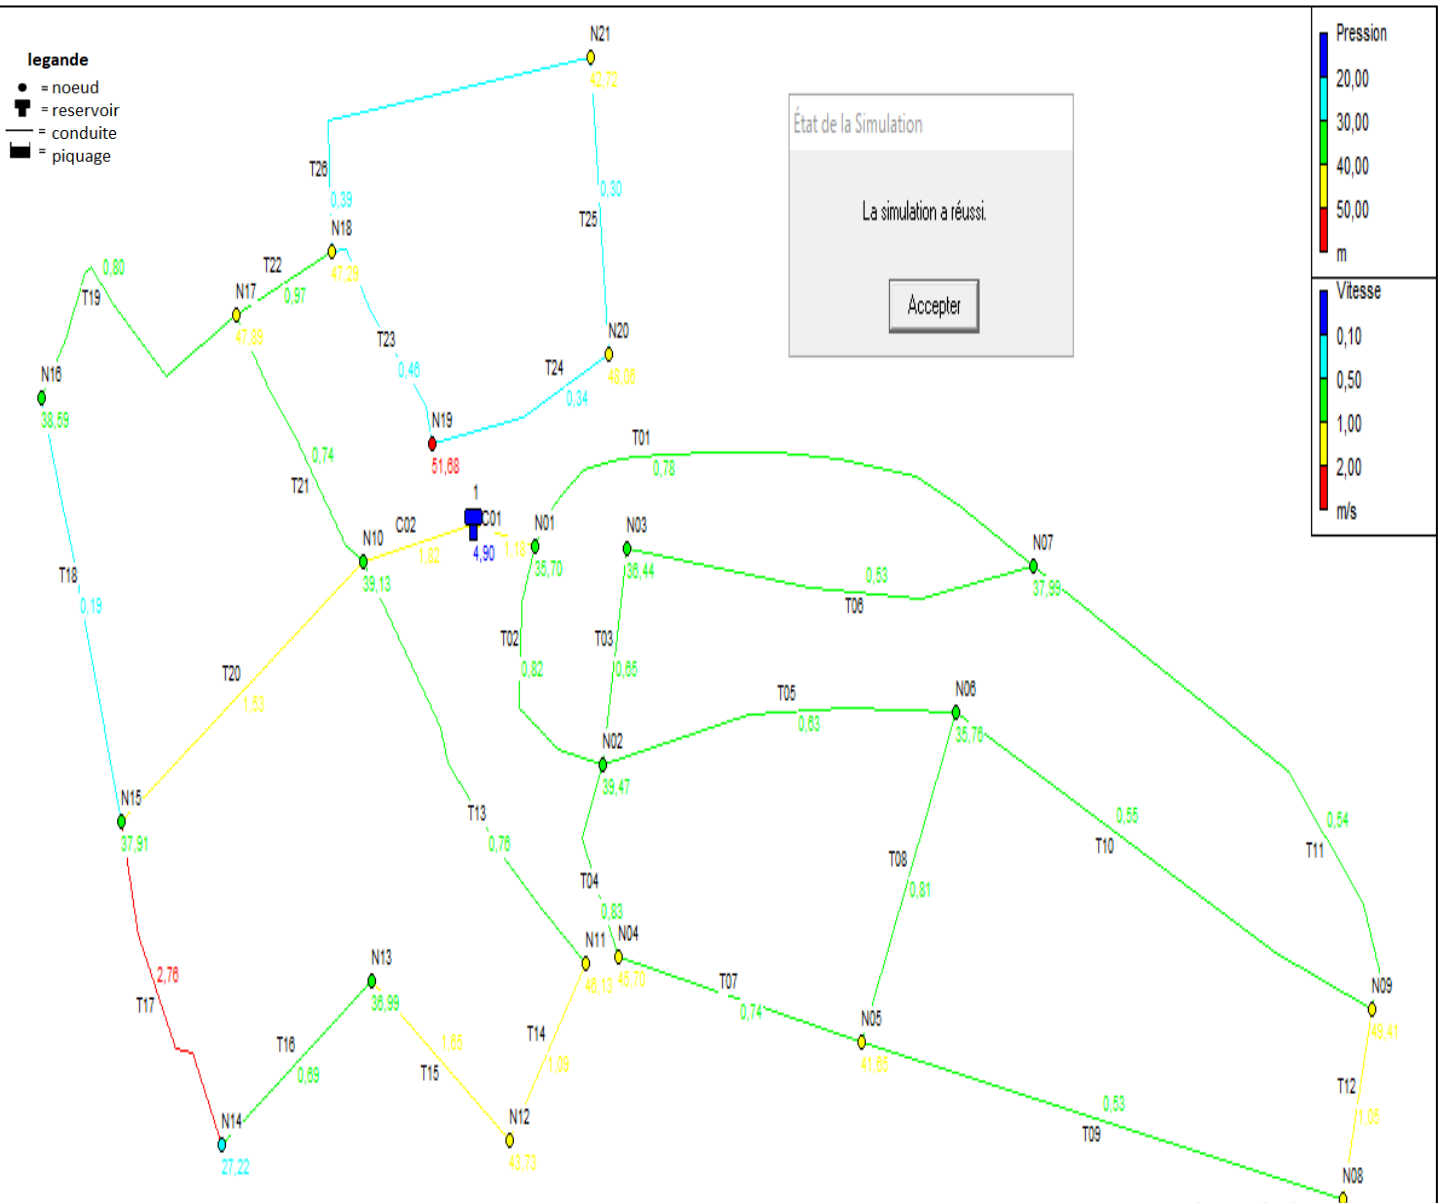 legande
= noeud
= reservoir
= conduite
= piquage
N21
42,72
État de la Simulation
La simulation a réussi.
Accepter
Pression
20,00
30,00
40,00
50,00
m
Vitesse
0,10
0,50
1,00
2,00
m/s
T26
0,39
0,30
T25
N18
47,29
T22
0,97
N17
47,89
0,80
T19
T23
0,46
N20
48,06
T24
0,34
N16
38,59
N19
51,68
T01
0,78
0,74
T21
1
C02
C01
1,82
4,90
1,18
N01
35,70
N03
36,44
N07
37,99
N10
39,13
0,53
T06
T18
0,19
T02
0,82
T03
0,65
T20
1,53
T05
0,63
N06
35,76
N02
39,47
N15
37,91
T13
0,76
0,55
T10
0,54
T11
T08
0,81
T04
0,83
N11
46,13
N04
45,70
T07
0,74
N13
36,99
2,76
T17
N09
49,41
N05
41,65
T16
0,69
1,65
T15
T14
1,09
T12
1,06
0,53
T09
N14
27,22
N12
43,73
N08